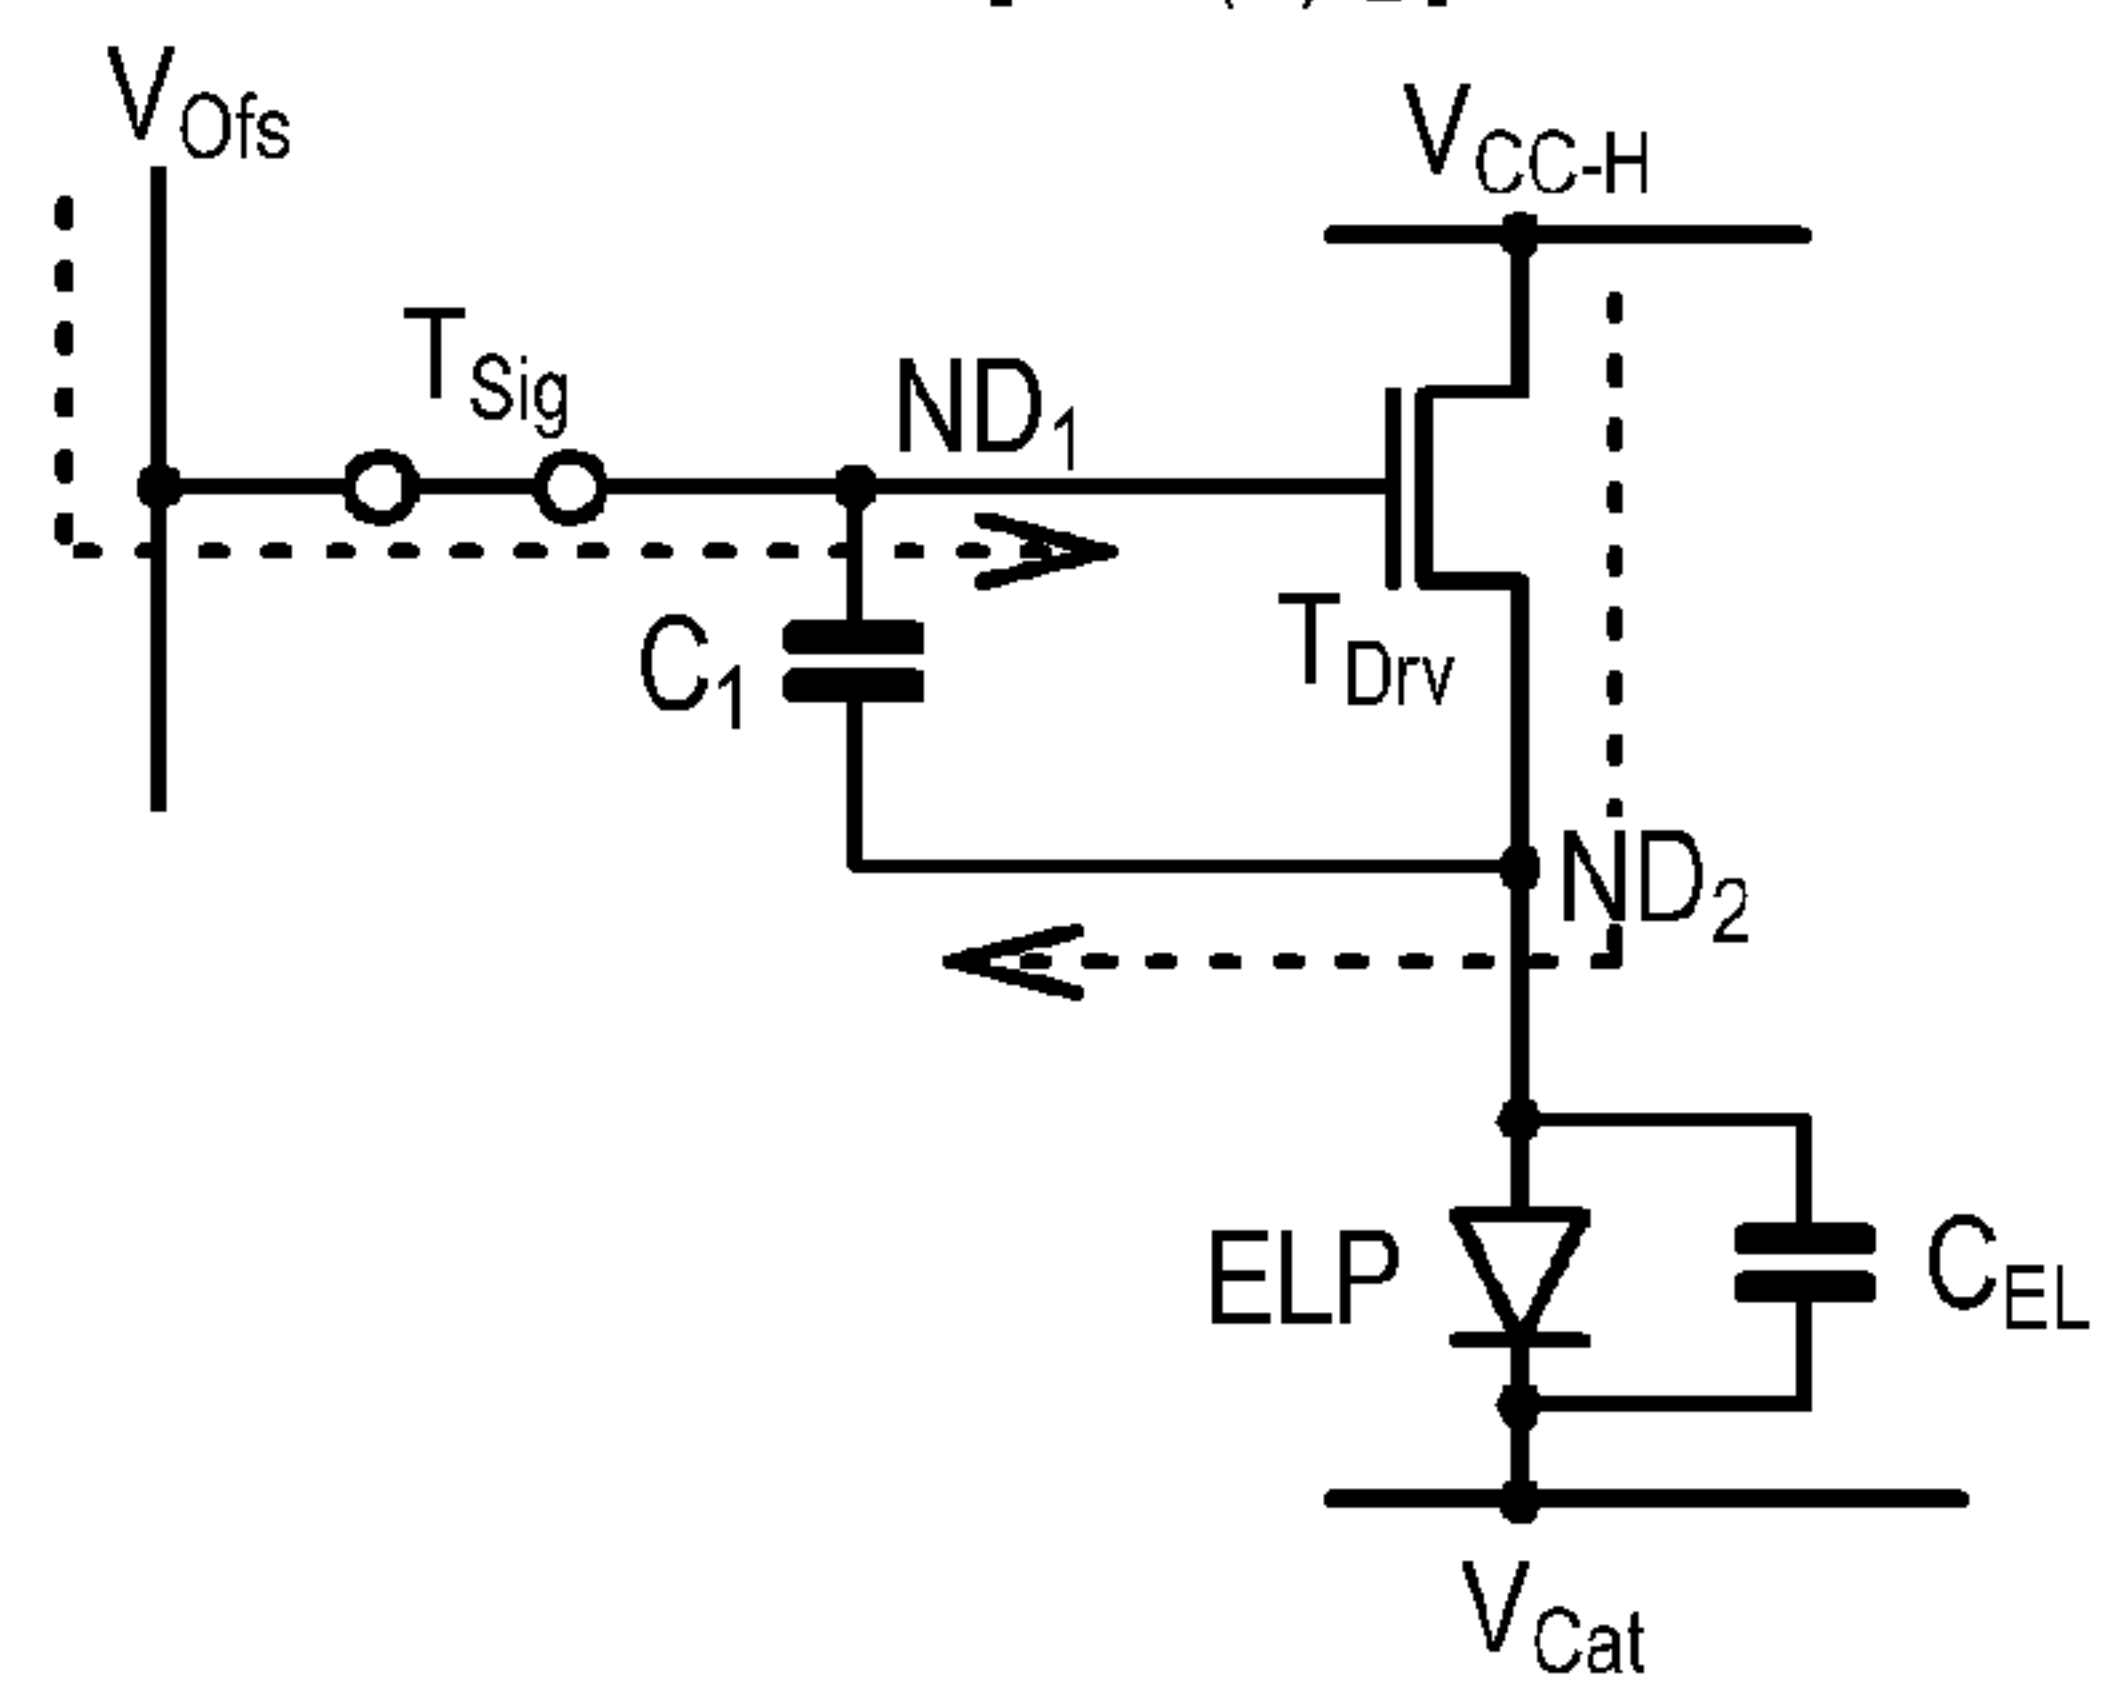 V_Ofs
V_CC-H
T_Sig
ND_1
C_1
T_Drv
ND_2
ELP
C_EL
V_Cat